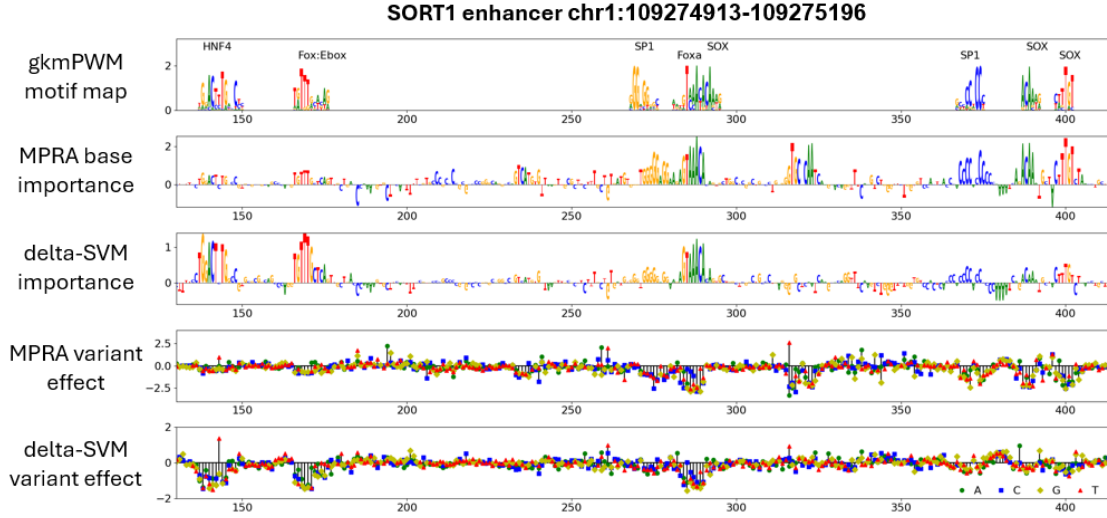 SORT1 enhancer chr1:109274913-109275196
gkmPWM
motif map
HNF4
Fox:Ebox
SP1
Foxa
SOX
SP1
SOX
SOX
2
0
150
200
250
300
350
400
MPRA base
importance
2
0
150
200
250
300
350
400
delta-SVM
importance
1
0
150
200
250
300
350
400
MPRA variant
effect
2.5
0.0
−2.5
150
200
250
300
350
400
delta-SVM
variant effect
2
0
−2
A C G T
150
200
250
300
350
400